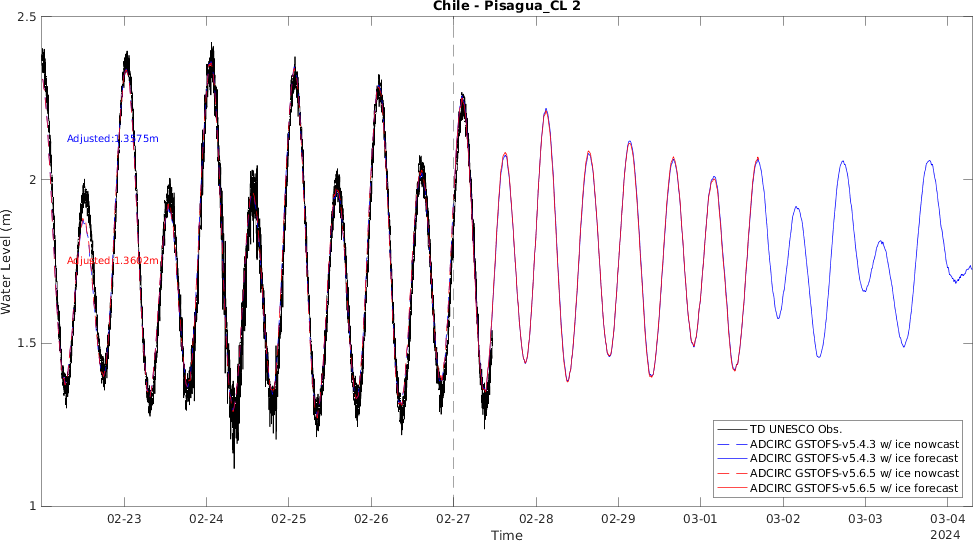 Chile - Pisagua_CL 2
2.5
2
1.5
1
Water Level (m)
Adjusted:1.3575m
Adjusted:1.3602m
TD UNESCO Obs.
ADCIRC GSTOFS-v5.4.3 w/ ice nowcast
ADCIRC GSTOFS-v5.4.3 w/ ice forecast
ADCIRC GSTOFS-v5.6.5 w/ ice nowcast
ADCIRC GSTOFS-v5.6.5 w/ ice forecast
02-23 02-24 02-25 02-26 02-27 02-28 02-29 03-01 03-02 03-03 03-04
2024
Time